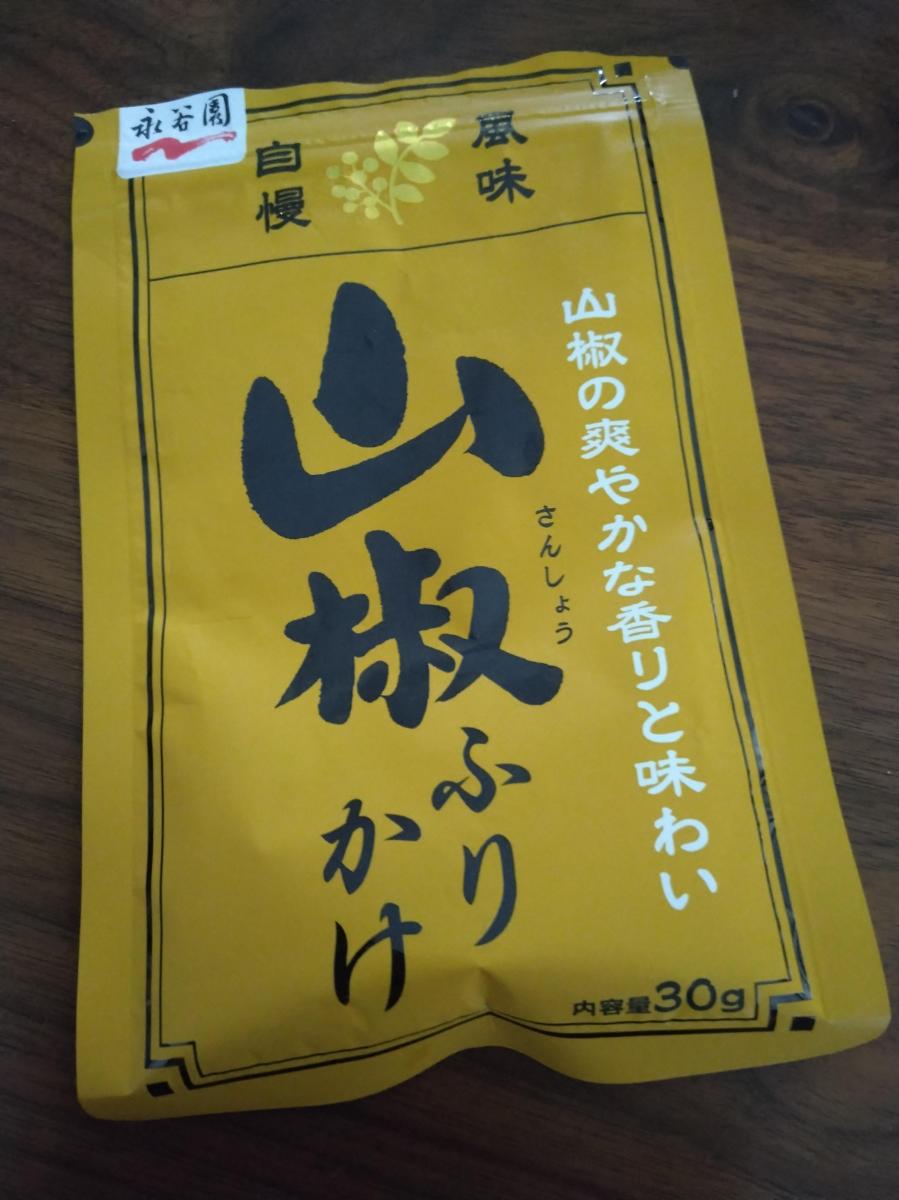 永谷園
風味
自慢
山椒の爽やかな香りと味わい
山椒
さんしょう
ふり
かけ
内容量30g